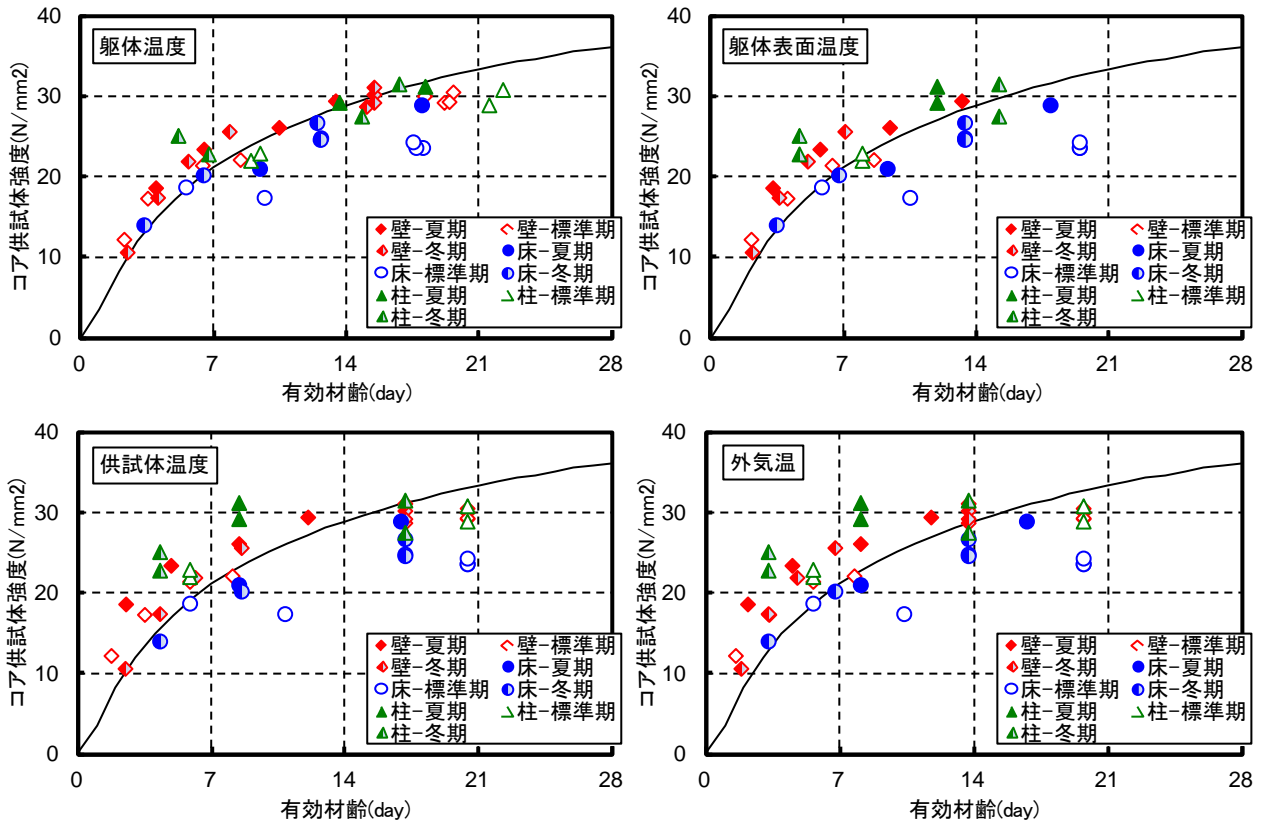 40
30
20
10
0
コア供試体強度(N/mm2)
躯体温度
壁-夏期
壁-標準期
壁-冬期
床-夏期
床-標準期
床-冬期
柱-夏期
柱-標準期
柱-冬期
0 7 14 21 28
有効材齢(day)
40
30
20
10
0
コア供試体強度(N/mm2)
躯体表面温度
壁-夏期
壁-標準期
壁-冬期
床-夏期
床-標準期
床-冬期
柱-夏期
柱-標準期
柱-冬期
0 7 14 21 28
有効材齢(day)
40
30
20
10
0
コア供試体強度(N/mm2)
供試体温度
壁-夏期
壁-標準期
壁-冬期
床-夏期
床-標準期
床-冬期
柱-夏期
柱-標準期
柱-冬期
0 7 14 21 28
有効材齢(day)
40
30
20
10
0
コア供試体強度(N/mm2)
外気温
壁-夏期
壁-標準期
壁-冬期
床-夏期
床-標準期
床-冬期
柱-夏期
柱-標準期
柱-冬期
0 7 14 21 28
有効材齢(day)